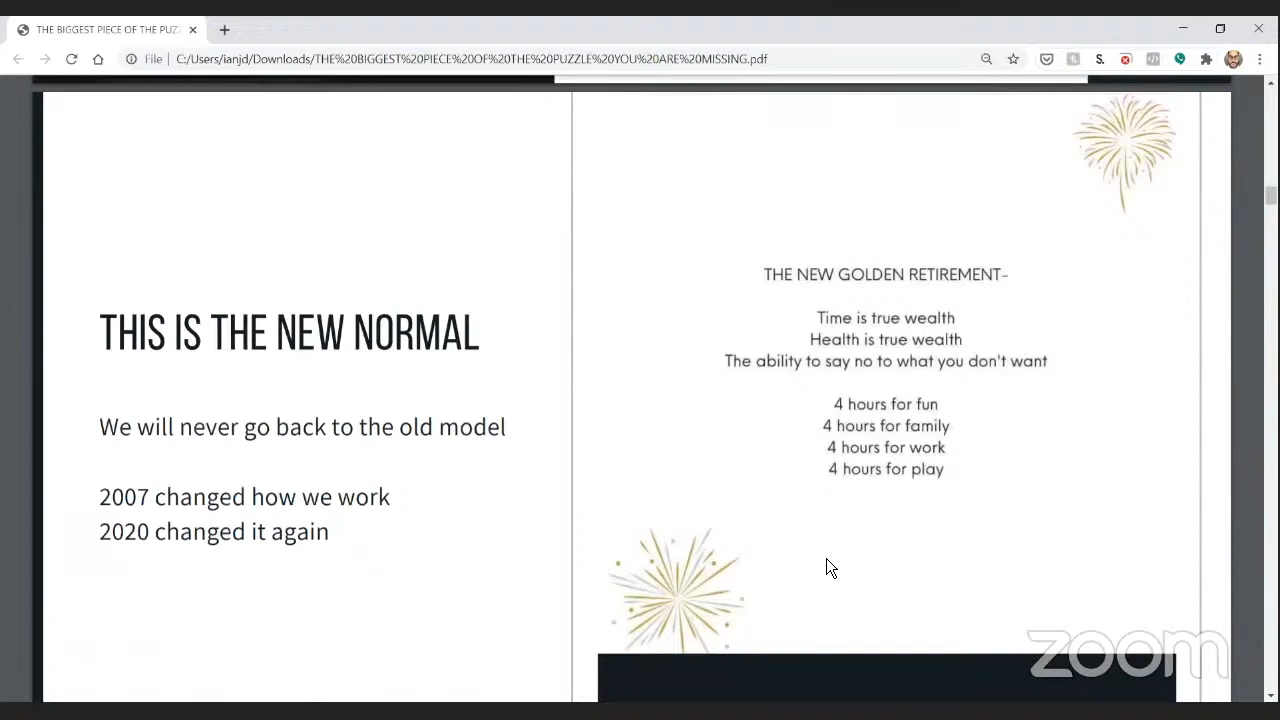 THE BIGGEST PIECE OF THE PUZ
File
C:/Users/ianjd/Downloads/THE%20BIGGEST%20PIECE%20OF%20THE%20PUZZLE%20YOU%20ARE%20MISSING.pdf
S.
THIS IS THE NEW NORMAL
We will never go back to the old model
2007 changed how we work
2020 changed it again
THE NEW GOLDEN RETIREMENT-
Time is true wealth
Health is true wealth
The ability to say no to what you don't want
4 hours for fun
4 hours for family
4 hours for work
4 hours for play
zoom